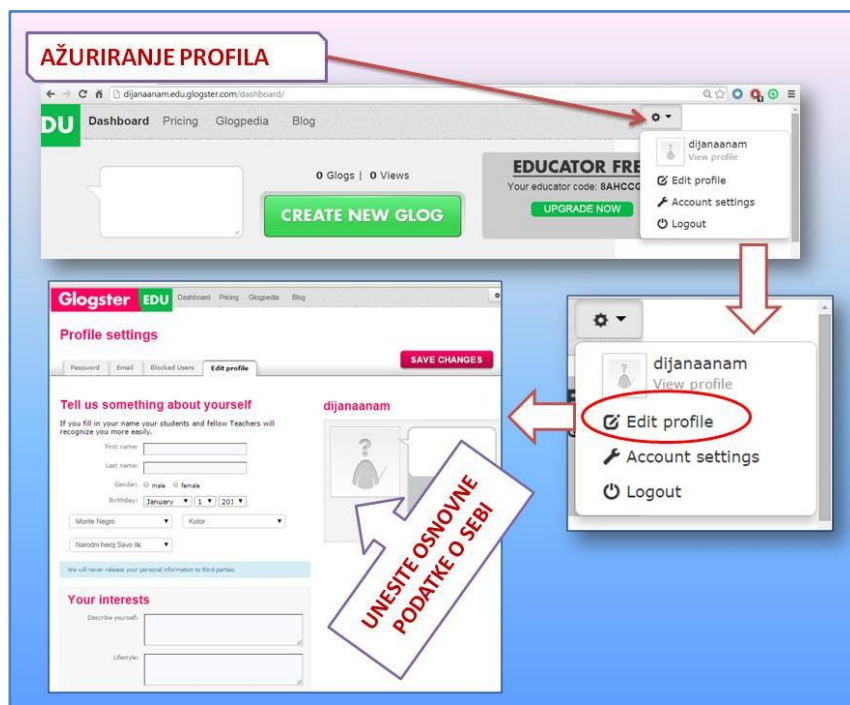 AŽURIRANJE PROFILA
dijanaanam.edu.glogster.com/dashboard/
DU Dashboard Pricing Glogpedia Blog
dijanaanam
View profile
Edit profile
Account settings
Logout
0 Glogs | 0 Views
CREATE NEW GLOG
EDUCATOR FRE
Your educator code: 8AHCCG
UPGRADE NOW
Glogster EDU Dashboard Pricing Glogpedia Blog
Profile settings
Password Email Blocked Users Edit profile
SAVE CHANGES
Tell us something about yourself
If you fill in your name your students and fellow Teachers will
recognize you more easily.
First name:
Last name:
Gender: male female
Birthday: January 1 201
Monte Negro Kotor
Narodni heroj Savo Ilic
We will never release your personal information to third parties.
Your interests
Describe yourself:
Lifestyle:
dijanaanam
?
UNESITE OSNOVNE
PODATKE O SEBI
dijanaanam
View profile
Edit profile
Account settings
Logout